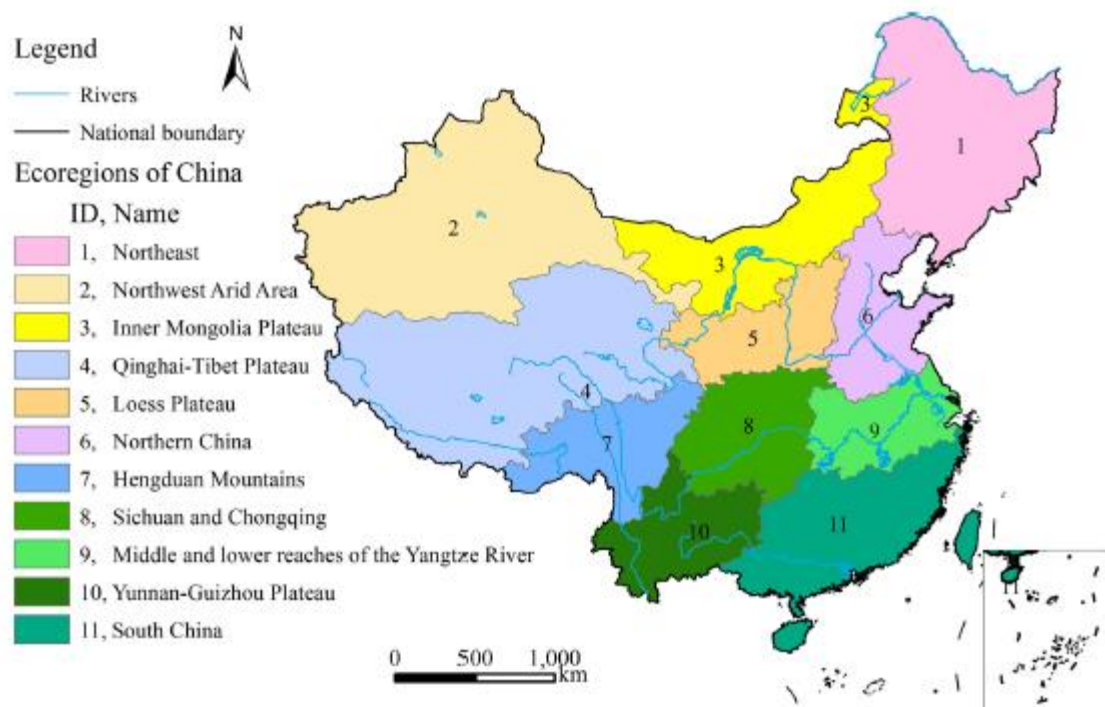 Legend
N
Rivers
National boundary
Ecoregions of China
ID, Name
1, Northeast
2, Northwest Arid Area
3, Inner Mongolia Plateau
4, Qinghai-Tibet Plateau
5, Loess Plateau
6, Northern China
7, Hengduan Mountains
8, Sichuan and Chongqing
9, Middle and lower reaches of the Yangtze River
10, Yunnan-Guizhou Plateau
11, South China
3
1
2
3
6
5
4
7
8
9
10
11
0 500 1,000
km